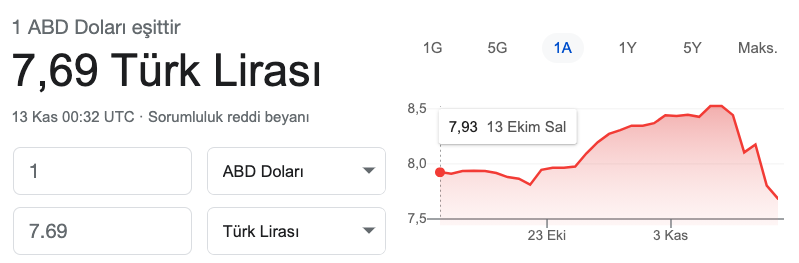 1 ABD Doları eşittir
7,69 Türk Lirası
13 Kas 00:32 UTC · Sorumluluk reddi beyanı
1 ABD Doları
7.69 Türk Lirası
1G 5G 1A 1Y 5Y Maks.
8,5
7,93 13 Ekim Sal
8,0
7,5
23 Eki 3 Kas